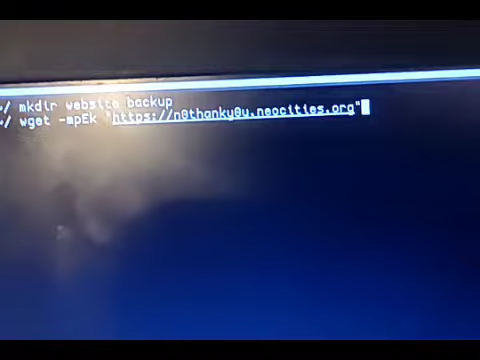 ~/ mkdir website backup
~/ wget -mpEk "https://n0thanky0u.neocities.org"